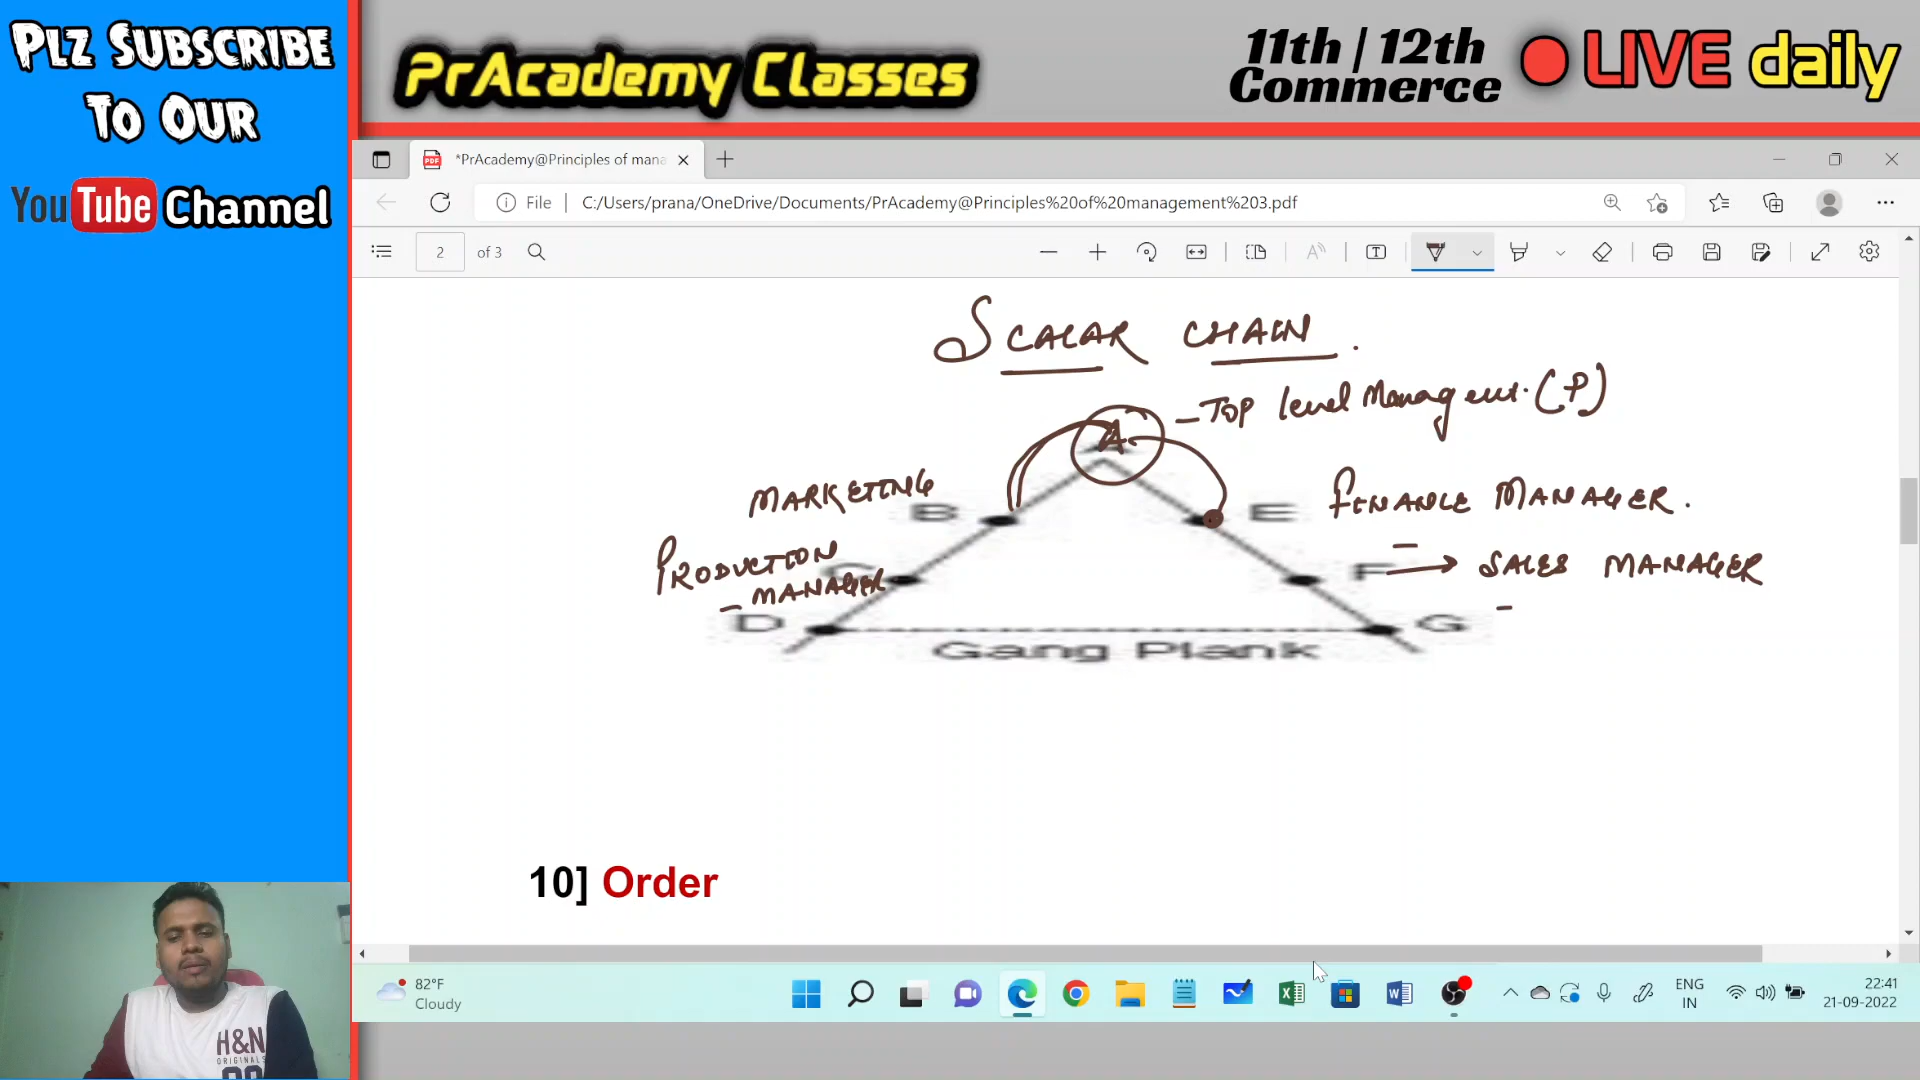 Plz Subscribe
To Our
YouTube Channel
PrAcademy Classes
11th | 12th
Commerce
LIVE daily
*PrAcademy@Principles of mana
File
C:/Users/prana/OneDrive/Documents/PrAcademy@Principles%20of%20management%203.pdf
2 of 3
SCALAR CHAIN.
A - Top level Managent. (P)
MARKETING B
E FINANCE MANAGER.
PRODUCTION
- MANAGER
F → SALES MANAGER
D
G
Gang Plank
10] Order
H&N
ORIGINALS
82°F
Cloudy
ENG
IN
22:41
21-09-2022